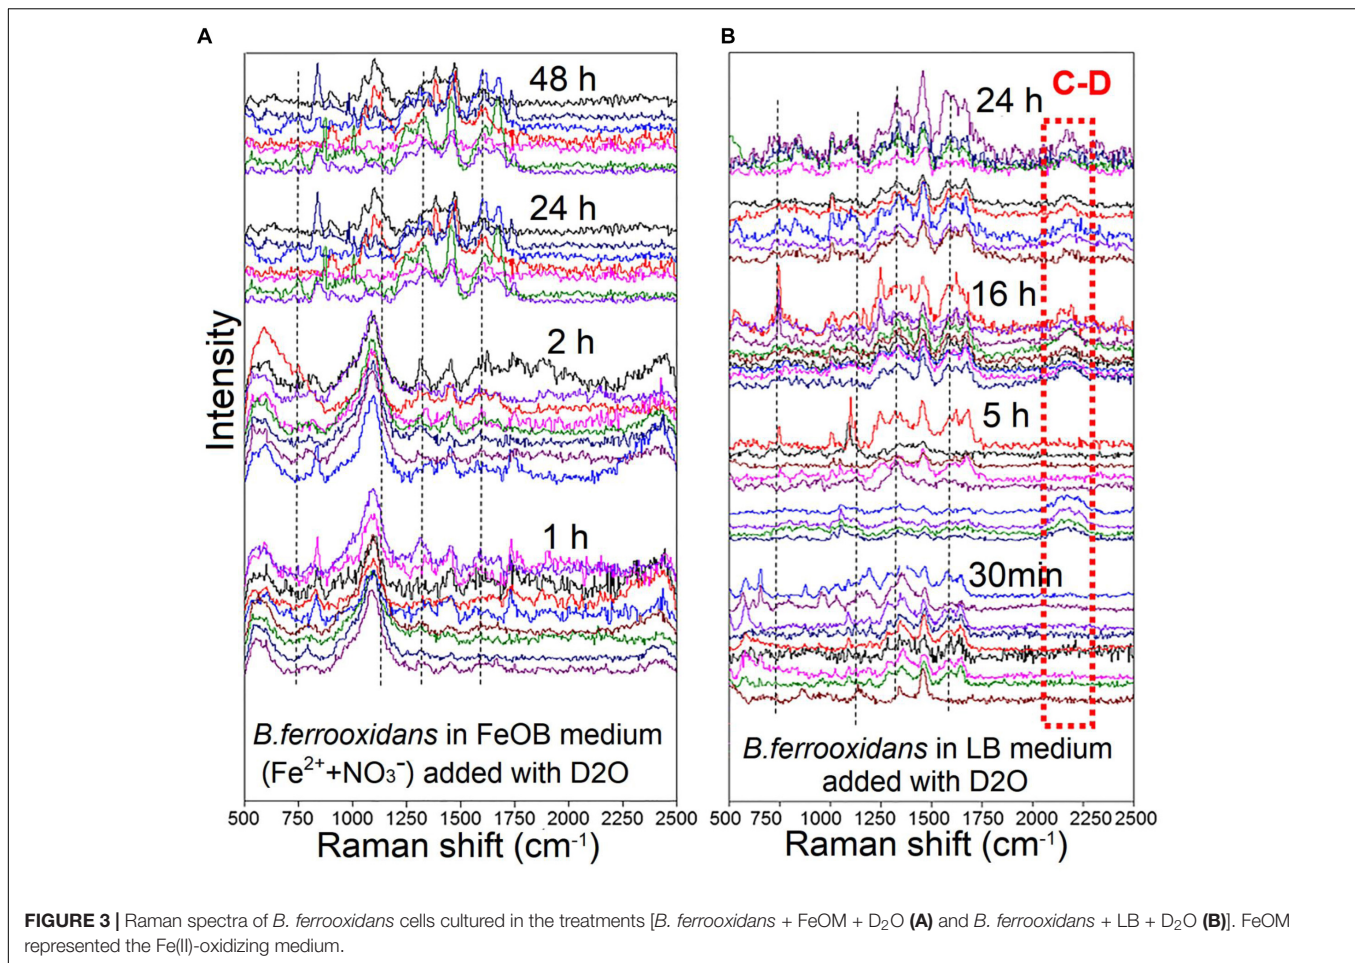 A
B
48 h
24 h
2 h
1 h
Intensity
B.ferrooxidans in FeOB medium
(Fe²⁺+NO₃⁻) added with D2O
500 750 1000 1250 1500 1750 2000 2250 2500
Raman shift (cm⁻¹)
C-D
24 h
16 h
5 h
30min
B.ferrooxidans in LB medium
added with D2O
500 750 1000 1250 1500 1750 2000 2250 2500
Raman shift (cm⁻¹)
FIGURE 3 | Raman spectra of B. ferrooxidans cells cultured in the treatments [B. ferrooxidans + FeOM + D₂O (A) and B. ferrooxidans + LB + D₂O (B)]. FeOM
represented the Fe(II)-oxidizing medium.